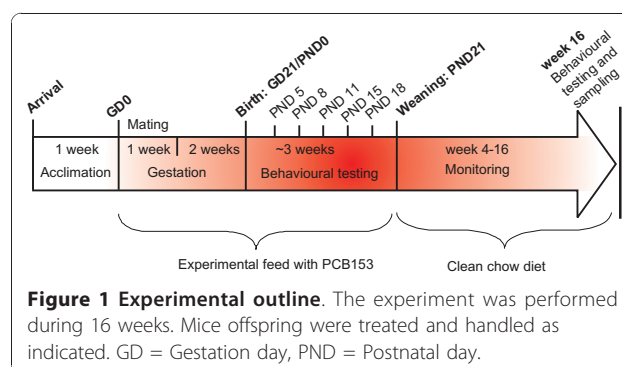 Arrival
GD0
Mating
Birth: GD21/PND0
PND 5
PND 8
PND 11
PND 15
PND 18
Weaning: PND21
week 16
Behavioural
testing and
sampling
1 week
Acclimation
1 week
2 weeks
Gestation
~3 weeks
Behavioural testing
week 4-16
Monitoring
Experimental feed with PCB153
Clean chow diet
Figure 1 Experimental outline. The experiment was performed
during 16 weeks. Mice offspring were treated and handled as
indicated. GD = Gestation day, PND = Postnatal day.